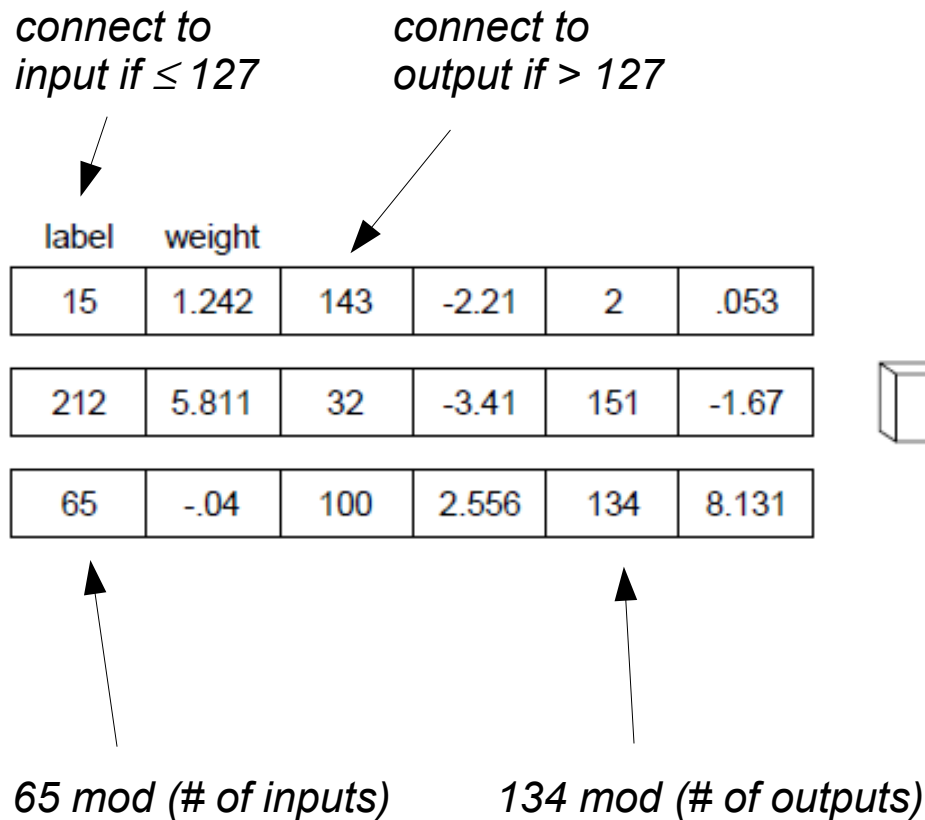 connect to
input if ≤ 127
connect to
output if > 127
label weight
15 1.242 143 -2.21 2 .053
212 5.811 32 -3.41 151 -1.67
65 -.04 100 2.556 134 8.131
65 mod (# of inputs)
134 mod (# of outputs)